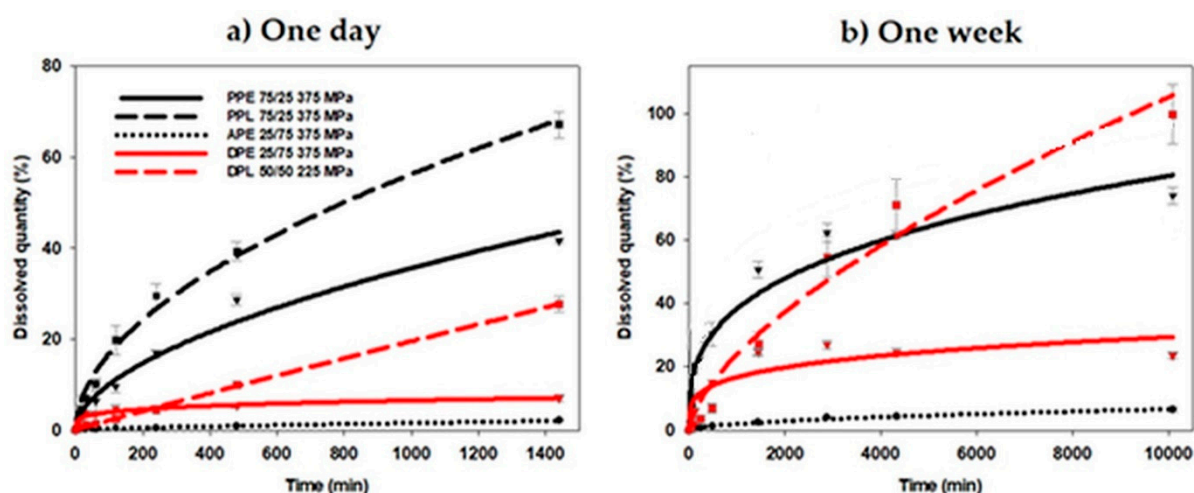 a) One day
b) One week
80
60
40
20
0
Dissolved quantity (%)
PPE 75/25 375 MPa
PPL 75/25 375 MPa
APE 25/75 375 MPa
DPE 25/75 375 MPa
DPL 50/50 225 MPa
0 200 400 600 800 1000 1200 1400
Time (min)
100
80
60
40
20
0
Dissolved quantity (%)
0 2000 4000 6000 8000 10000
Time (min)